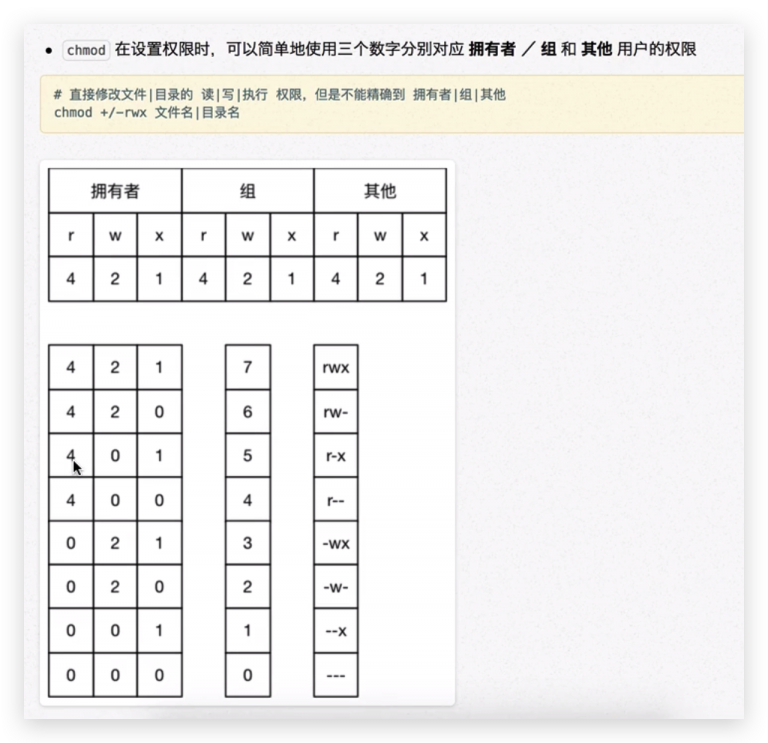 • chmod 在设置权限时，可以简单地使用三个数字分别对应 拥有者 ／ 组 和 其他 用户的权限
# 直接修改文件|目录的 读|写|执行 权限，但是不能精确到 拥有者|组|其他
chmod +/-rwx 文件名|目录名
拥有者 组 其他
r w x r w x r w x
4 2 1 4 2 1 4 2 1
4 2 1 7 rwx
4 2 0 6 rw-
4 0 1 5 r-x
4 0 0 4 r--
0 2 1 3 -wx
0 2 0 2 -w-
0 0 1 1 --x
0 0 0 0 ---